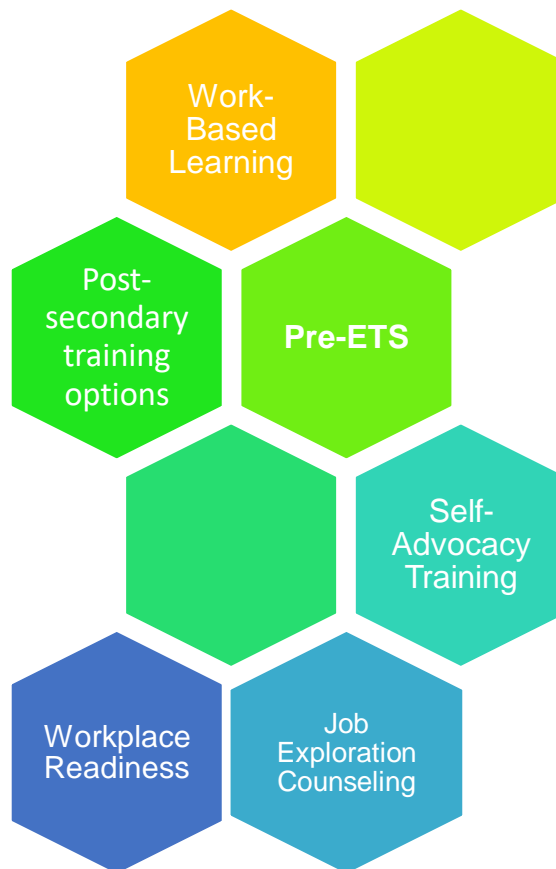 Work-
Based
Learning
Post-
secondary
training
options
Pre-ETS
Self-
Advocacy
Training
Workplace
Readiness
Job
Exploration
Counseling